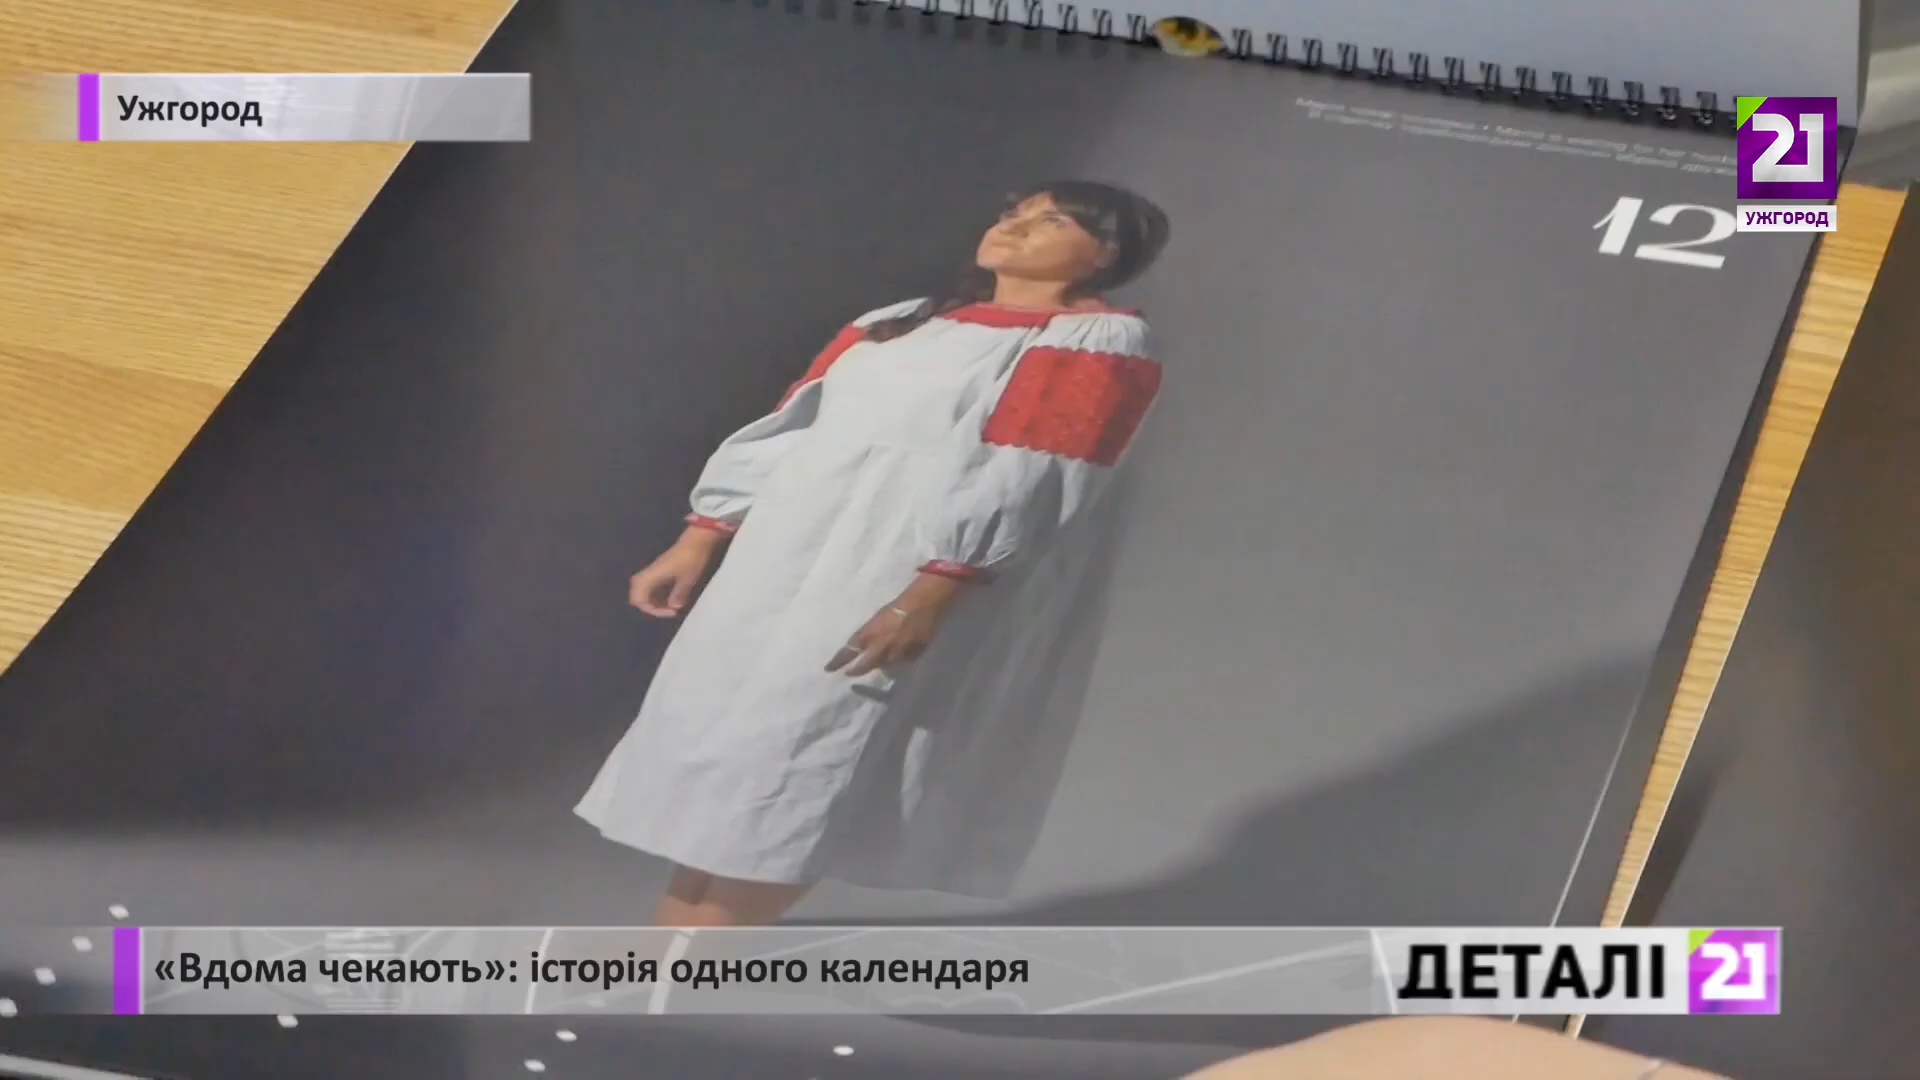 Ужгород
21
УЖГОРОД
12
«Вдома чекають»: історія одного календаря
ДЕТАЛІ 21